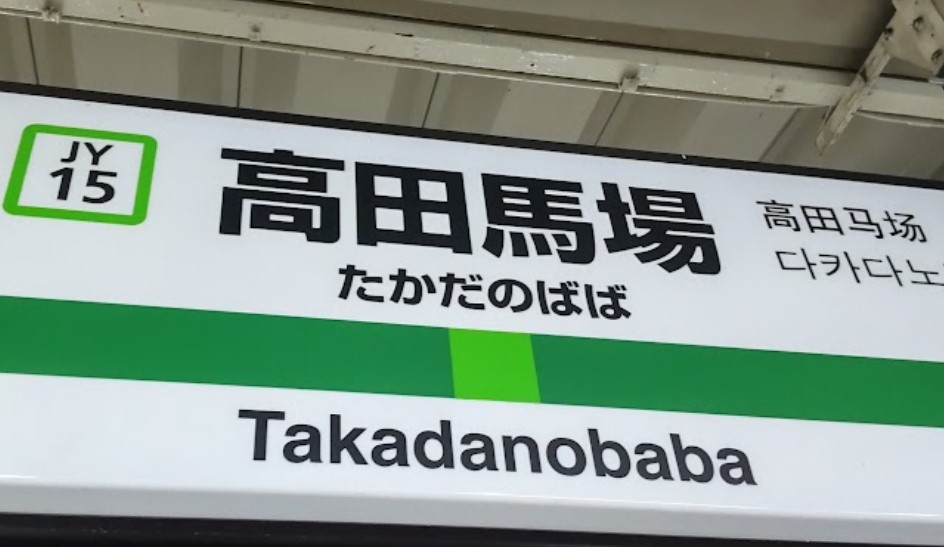 JY
15
高田馬場
たかだのばば
高田马场
다카다노
Takadanobaba